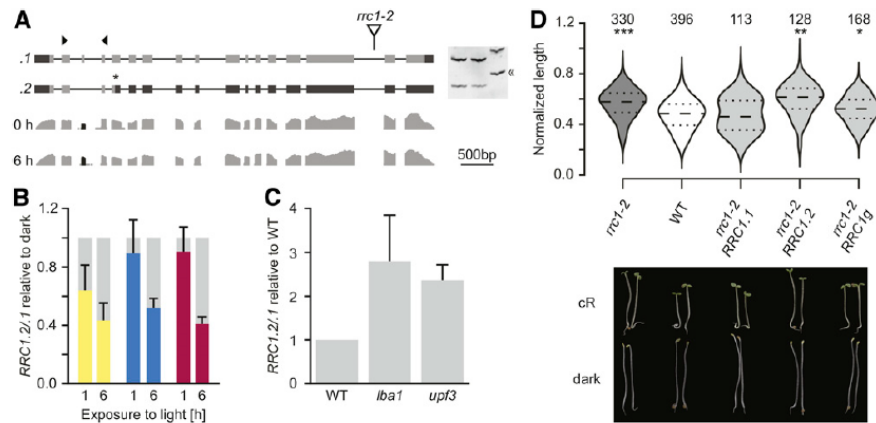 A
rrc1-2
.1
.2
*
«
0 h
6 h
500bp
B
RRC1.2/.1 relative to dark
1.2
0.8
0.4
0.0
1 6 1 6 1 6
Exposure to light [h]
C
RRC1.2/.1 relative to WT
4
3
2
1
0
WT iba1 upf3
D
330 396 113 128 168
*** ** *
Normalized length
1.2
0.8
0.4
0.0
rrc1-2
WT
rrc1-2
RRC1.1
rrc1-2
RRC1.2
rrc1-2
RRC1g
cR
dark